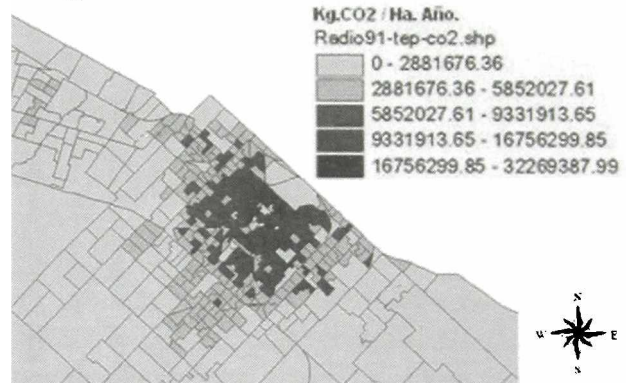 Kg.CO2 / Ha. Año.
Radio91-tep-co2.shp
0 - 2881676.36
2881676.36 - 5852027.61
5852027.61 - 9331913.65
9331913.65 - 16756299.85
16756299.85 - 32269387.99
N
W E
S